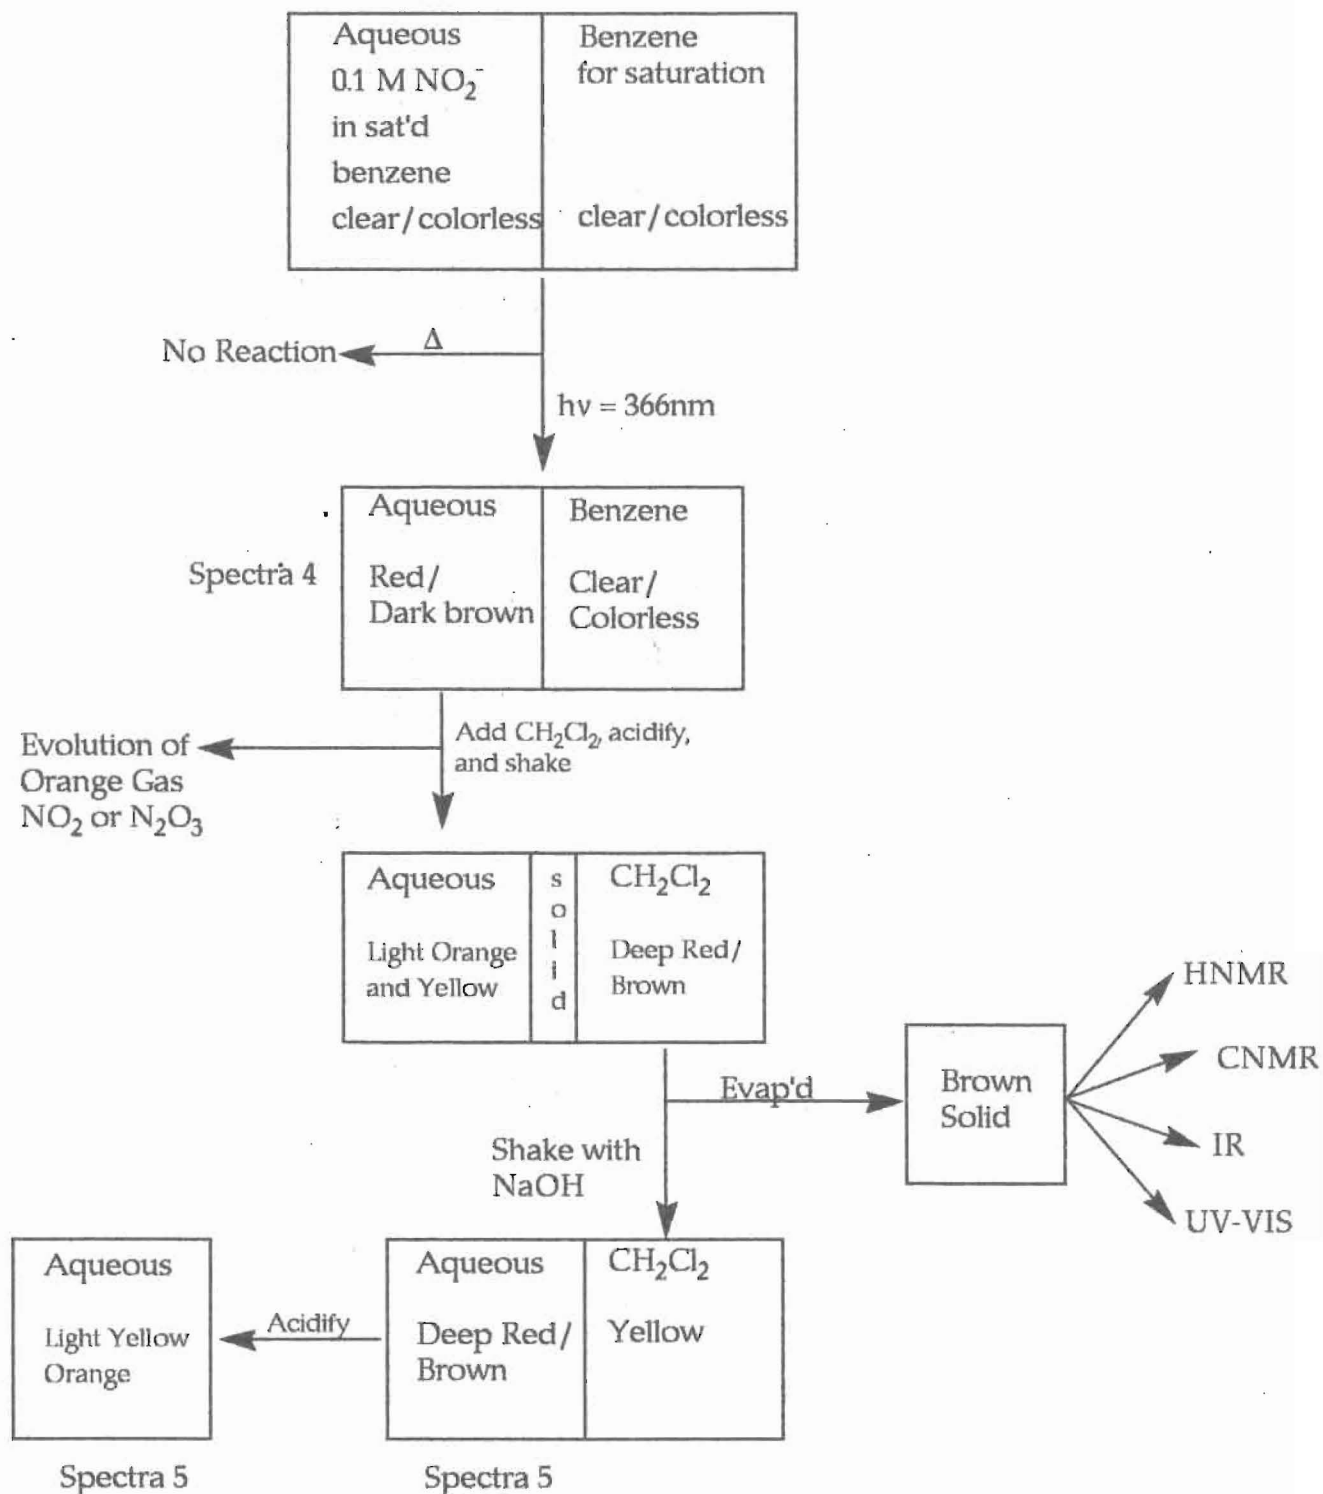 Aqueous
0.1 M NO₂⁻
in sat'd
benzene
clear/colorless
Benzene
for saturation
clear/colorless
No Reaction
Δ
hν = 366nm
Spectra 4
Aqueous
Red/
Dark brown
Benzene
Clear/
Colorless
Evolution of
Orange Gas
NO₂ or N₂O₃
Add CH₂Cl₂, acidify,
and shake
Aqueous
Light Orange
and Yellow
s
o
l
i
d
CH₂Cl₂
Deep Red/
Brown
Evap'd
Brown
Solid
HNMR
CNMR
IR
UV-VIS
Shake with
NaOH
Aqueous
Light Yellow
Orange
Acidify
Aqueous
Deep Red/
Brown
CH₂Cl₂
Yellow
Spectra 5
Spectra 5